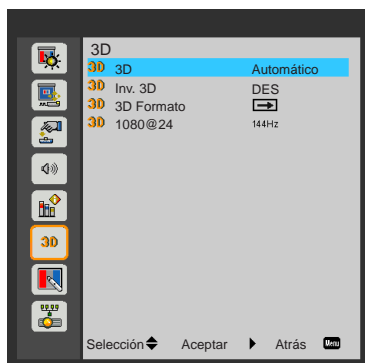 3D
3D 3D Automático
3D Inv. 3D DES
3D 3D Formato
3D 1080@24 144Hz
3D
Selección Aceptar Atrás Menu